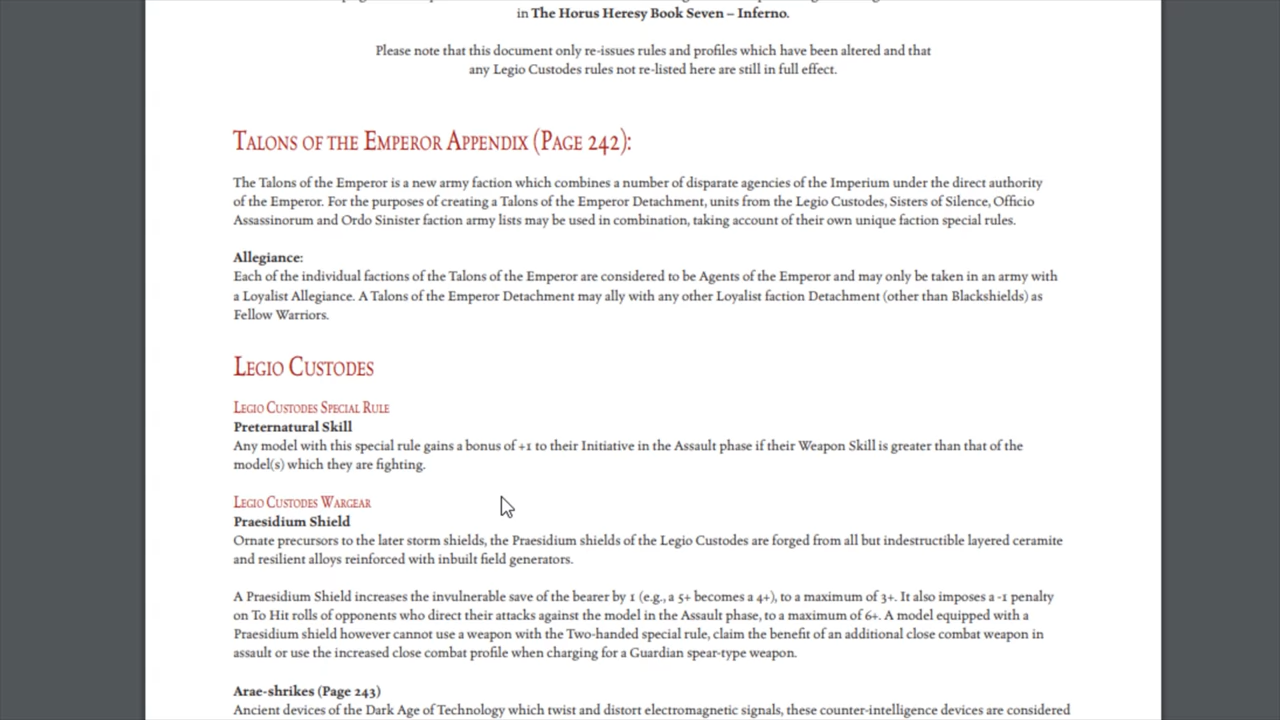 in The Horus Heresy Book Seven – Inferno.
Please note that this document only re-issues rules and profiles which have been altered and that
any Legio Custodes rules not re-listed here are still in full effect.
Talons of the Emperor Appendix (Page 242):
The Talons of the Emperor is a new army faction which combines a number of disparate agencies of the Imperium under the direct authority
of the Emperor. For the purposes of creating a Talons of the Emperor Detachment, units from the Legio Custodes, Sisters of Silence, Officio
Assassinorum and Ordo Sinister faction army lists may be used in combination, taking account of their own unique faction special rules.
Allegiance:
Each of the individual factions of the Talons of the Emperor are considered to be Agents of the Emperor and may only be taken in an army with
a Loyalist Allegiance. A Talons of the Emperor Detachment may ally with any other Loyalist faction Detachment (other than Blackshields) as
Fellow Warriors.
Legio Custodes
Legio Custodes Special Rule
Preternatural Skill
Any model with this special rule gains a bonus of +1 to their Initiative in the Assault phase if their Weapon Skill is greater than that of the
model(s) which they are fighting.
Legio Custodes Wargear
Praesidium Shield
Ornate precursors to the later storm shields, the Praesidium shields of the Legio Custodes are forged from all but indestructible layered ceramite
and resilient alloys reinforced with inbuilt field generators.
A Praesidium Shield increases the invulnerable save of the bearer by 1 (e.g., a 5+ becomes a 4+), to a maximum of 3+. It also imposes a -1 penalty
on To Hit rolls of opponents who direct their attacks against the model in the Assault phase, to a maximum of 6+. A model equipped with a
Praesidium shield however cannot use a weapon with the Two-handed special rule, claim the benefit of an additional close combat weapon in
assault or use the increased close combat profile when charging for a Guardian spear-type weapon.
Arae-shrikes (Page 243)
Ancient devices of the Dark Age of Technology which twist and distort electromagnetic signals, these counter-intelligence devices are considered